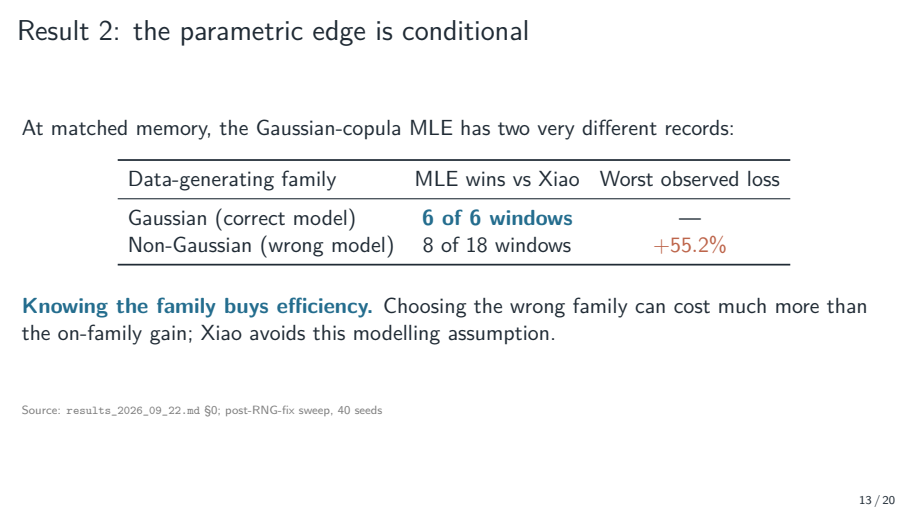 Result 2: the parametric edge is conditional
At matched memory, the Gaussian-copula MLE has two very different records:
Data-generating family MLE wins vs Xiao Worst observed loss
Gaussian (correct model) 6 of 6 windows —
Non-Gaussian (wrong model) 8 of 18 windows +55.2%
Knowing the family buys efficiency. Choosing the wrong family can cost much more than
the on-family gain; Xiao avoids this modelling assumption.
Source: results_2026_09_22.md §0; post-RNG-fix sweep, 40 seeds
13 / 20